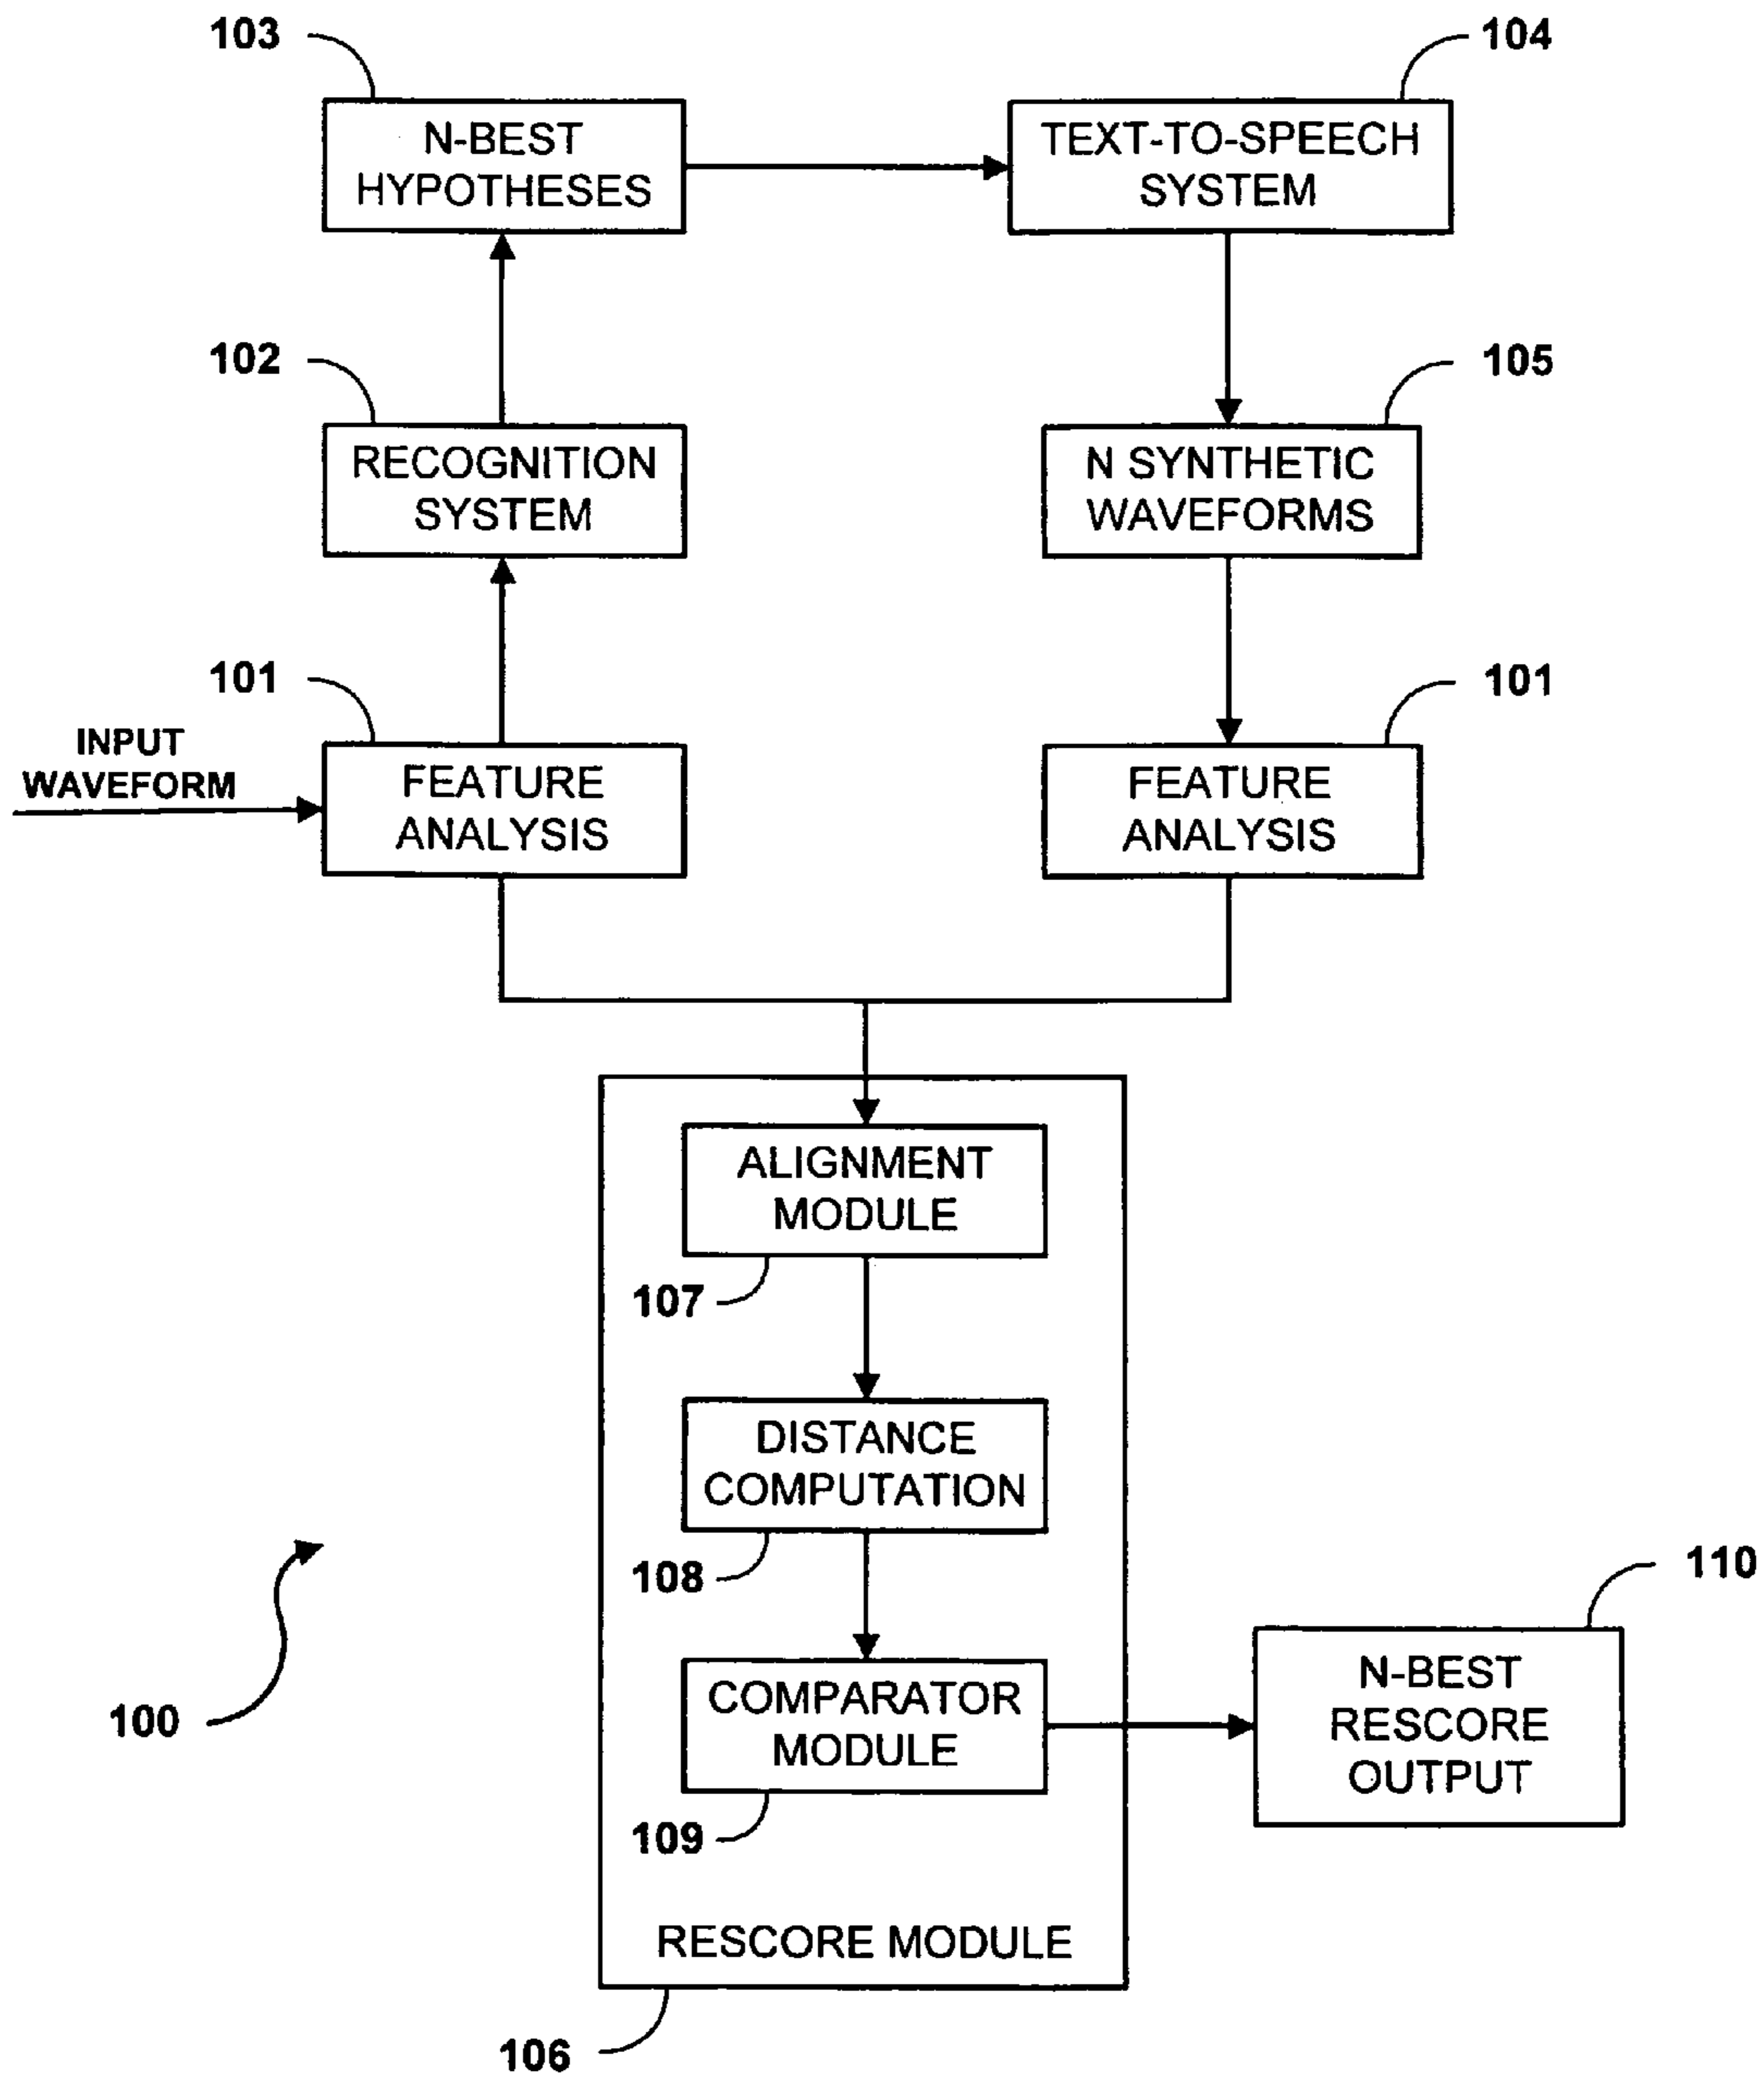 103
104
N-BEST
HYPOTHESES
TEXT-TO-SPEECH
SYSTEM
102
105
RECOGNITION
SYSTEM
N SYNTHETIC
WAVEFORMS
101
101
INPUT
WAVEFORM
FEATURE
ANALYSIS
FEATURE
ANALYSIS
ALIGNMENT
MODULE
107
DISTANCE
COMPUTATION
108
110
COMPARATOR
MODULE
N-BEST
RESCORE
OUTPUT
100
109
RESCORE MODULE
106